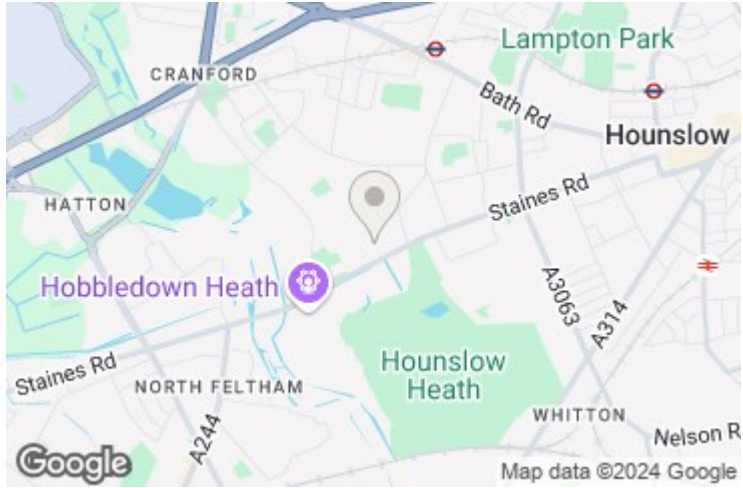 Lampton Park
CRANFORD
Bath Rd
Hounslow
Staines Rd
HATTON
Hobbledown Heath
A3063
A314
Staines Rd
Hounslow
Heath
NORTH FELTHAM
A244
WHITTON
Nelson R
Google
Map data ©2024 Google